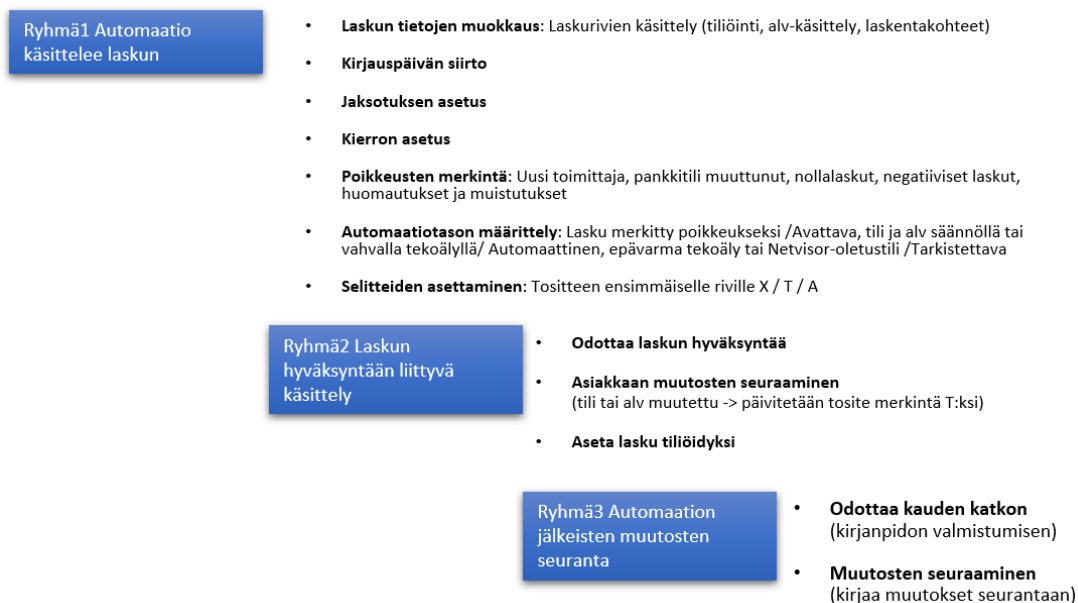 Ryhmä1 Automaatio
käsittelee laskun
• Laskun tietojen muokkaus: Laskurivien käsittely (tiliöinti, alv-käsittely, laskentakohteet)
• Kirjauspäivän siirto
• Jaksotuksen asetus
• Kierron asetus
• Poikkeusten merkintä: Uusi toimittaja, pankkitili muuttunut, nollalaskut, negatiiviset laskut,
huomautukset ja muistutukset
• Automaatiotason määrittely: Lasku merkitty poikkeukseksi /Avattava, tili ja alv säännöllä tai
vahvalla tekoälyllä/ Automaattinen, epävarma tekoäly tai Netvisor-oletustili /Tarkistettava
• Selitteiden asettaminen: Tositteen ensimmäiselle riville X / T / A
Ryhmä2 Laskun
hyväksyntään liittyvä
käsittely
• Odottaa laskun hyväksyntää
• Asiakkaan muutosten seuraaminen
(tili tai alv muutettu -> päivitetään tosite merkintä T:ksi)
• Aseta lasku tiliöidyksi
Ryhmä3 Automaation
jälkeisten muutosten
seuranta
• Odottaa kauden katkon
(kirjanpidon valmistumisen)
• Muutosten seuraaminen
(kirjaa muutokset seurantaan)